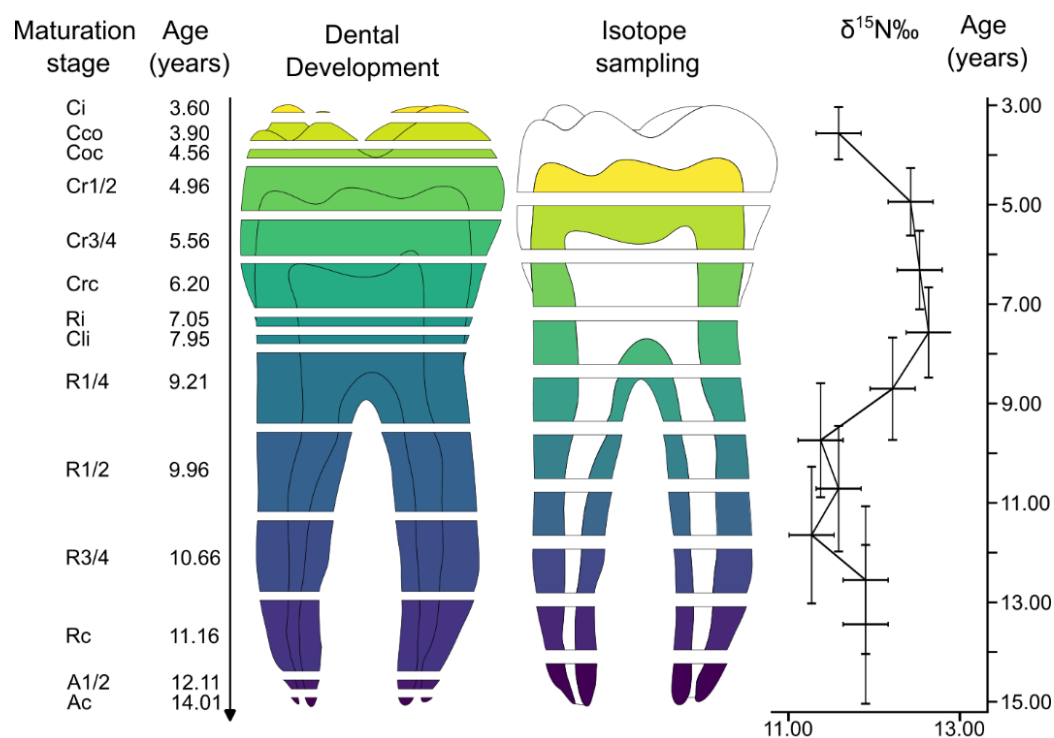 Maturation stage
Age (years)
Dental Development
Isotope sampling
δ¹⁵N‰
Age (years)
Ci 3.60
Cco 3.90
Coc 4.56
Cr1/2 4.96
Cr3/4 5.56
Crc 6.20
Ri 7.05
Cli 7.95
R1/4 9.21
R1/2 9.96
R3/4 10.66
Rc 11.16
A1/2 12.11
Ac 14.01
3.00
5.00
7.00
9.00
11.00
13.00
15.00
11.00 13.00